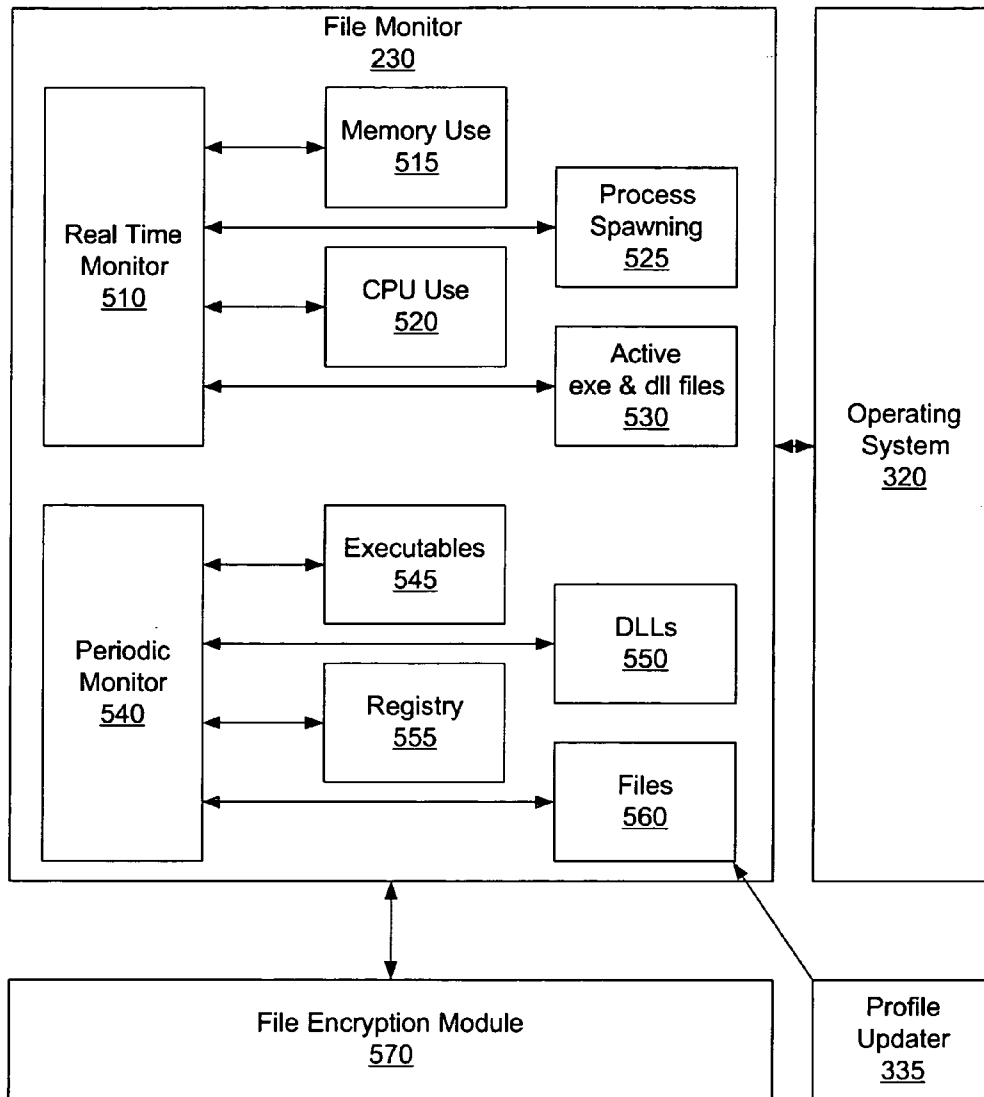 File Monitor
230
Memory Use
515
Process
Spawning
525
Real Time
Monitor
510
CPU Use
520
Active
exe & dll files
530
Operating
System
320
Executables
545
DLLs
550
Periodic
Monitor
540
Registry
555
Files
560
File Encryption Module
570
Profile
Updater
335